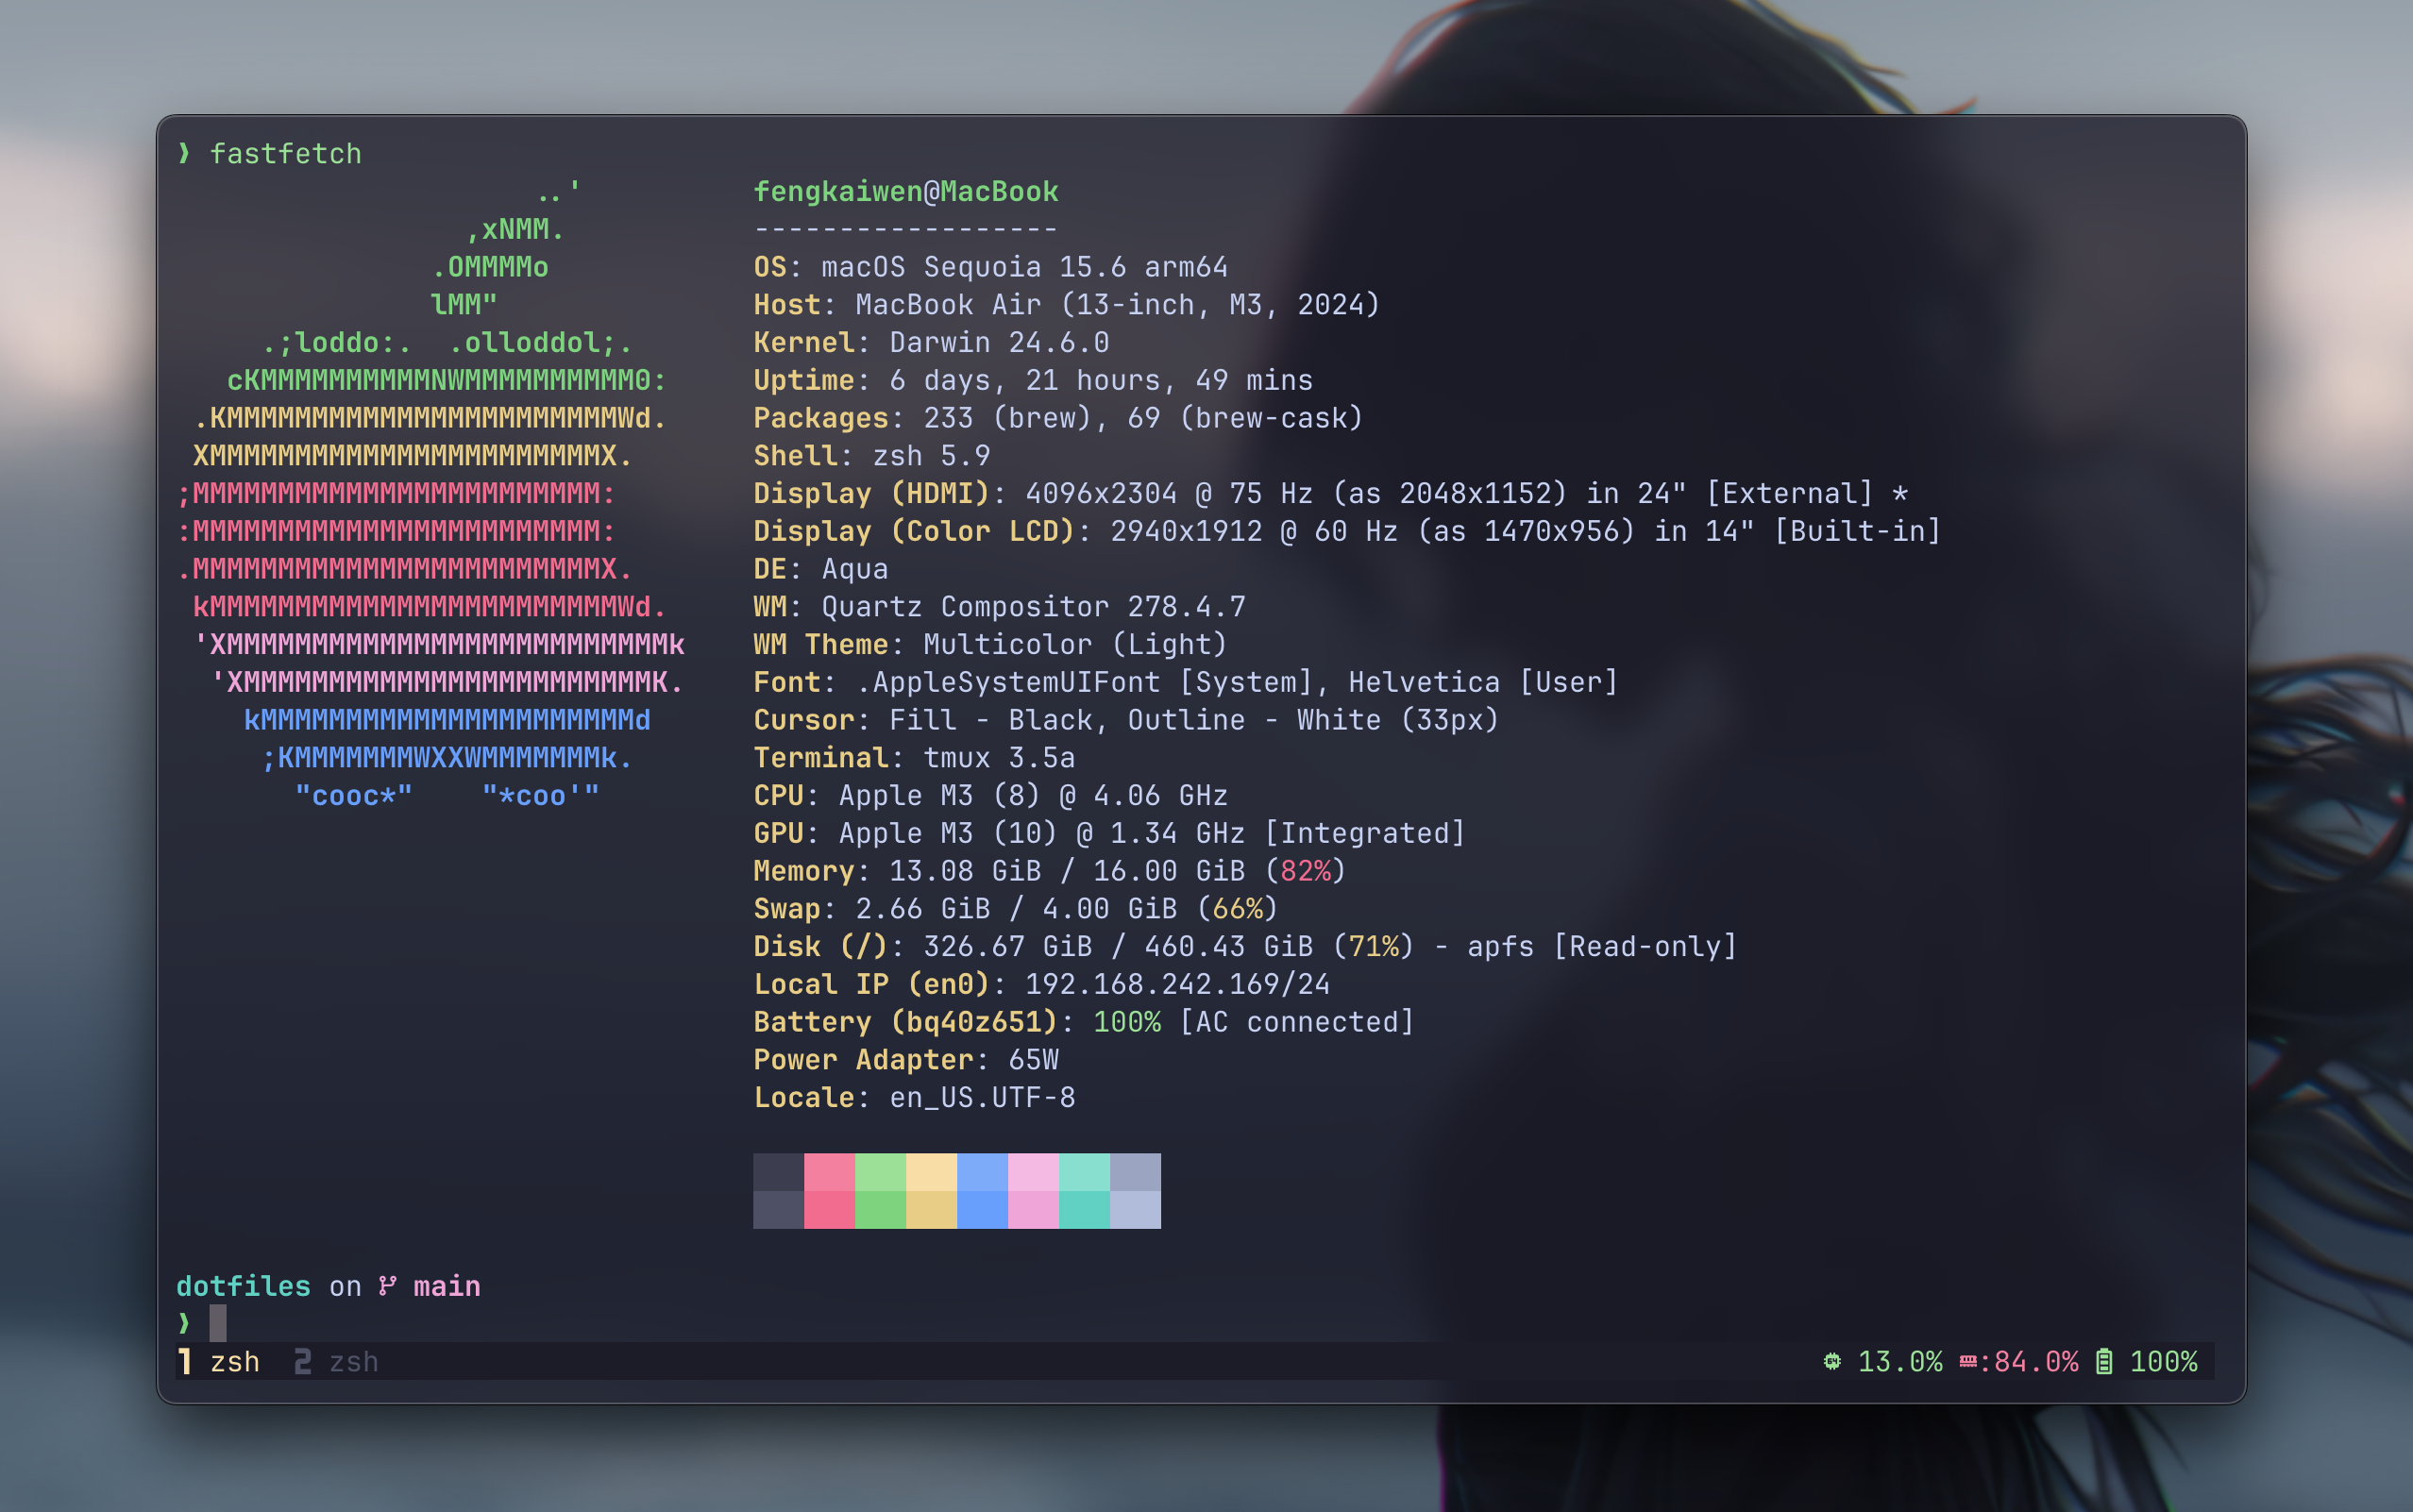 ❯ fastfetch
..' fengkaiwen@MacBook
,xNMM. ------------------
.OMMMMo OS: macOS Sequoia 15.6 arm64
lMM" Host: MacBook Air (13-inch, M3, 2024)
.;loddo:. .olloddol;. Kernel: Darwin 24.6.0
cKMMMMMMMMMMNWMMMMMMMMMM0: Uptime: 6 days, 21 hours, 49 mins
.KMMMMMMMMMMMMMMMMMMMMMMMWd. Packages: 233 (brew), 69 (brew-cask)
XMMMMMMMMMMMMMMMMMMMMMMMX. Shell: zsh 5.9
;MMMMMMMMMMMMMMMMMMMMMMMM: Display (HDMI): 4096x2304 @ 75 Hz (as 2048x1152) in 24" [External] *
:MMMMMMMMMMMMMMMMMMMMMMMM: Display (Color LCD): 2940x1912 @ 60 Hz (as 1470x956) in 14" [Built-in]
.MMMMMMMMMMMMMMMMMMMMMMMMX. DE: Aqua
kMMMMMMMMMMMMMMMMMMMMMMMMWd. WM: Quartz Compositor 278.4.7
'XMMMMMMMMMMMMMMMMMMMMMMMMMMk WM Theme: Multicolor (Light)
'XMMMMMMMMMMMMMMMMMMMMMMMMK. Font: .AppleSystemUIFont [System], Helvetica [User]
kMMMMMMMMMMMMMMMMMMMMMMd Cursor: Fill - Black, Outline - White (33px)
;KMMMMMMMWXXWMMMMMMMk. Terminal: tmux 3.5a
"cooc*" "*coo'" CPU: Apple M3 (8) @ 4.06 GHz
GPU: Apple M3 (10) @ 1.34 GHz [Integrated]
Memory: 13.08 GiB / 16.00 GiB (82%)
Swap: 2.66 GiB / 4.00 GiB (66%)
Disk (/): 326.67 GiB / 460.43 GiB (71%) - apfs [Read-only]
Local IP (en0): 192.168.242.169/24
Battery (bq40z651): 100% [AC connected]
Power Adapter: 65W
Locale: en_US.UTF-8
dotfiles on main
❯
1 zsh 2 zsh 13.0% :84.0% 100%